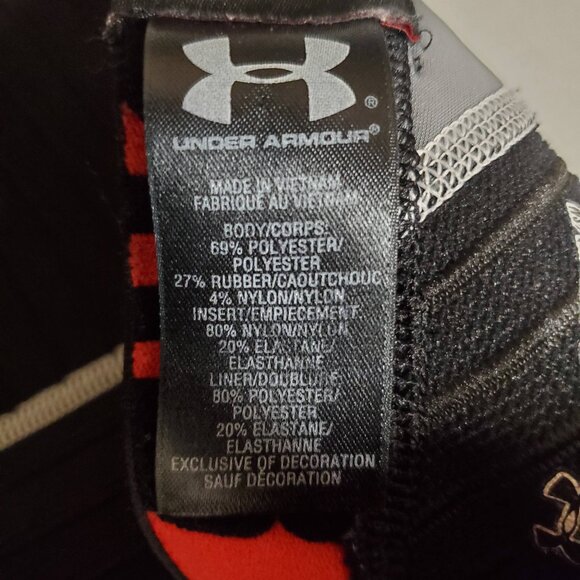 UNDER ARMOUR®
MADE IN VIETNAM
FABRIQUÉ AU VIETNAM
BODY/CORPS:
69% POLYESTER/
POLYESTER
27% RUBBER/CAOUTCHOUC
4% NYLON/NYLON
INSERT/EMPIECEMENT
80% NYLON/NYLON
20% ELASTANE/
ELASTHANNE
LINER/DOUBLURE
80% POLYESTER/
POLYESTER
20% ELASTANE/
ELASTHANNE
EXCLUSIVE OF DECORATION
SAUF DÉCORATION